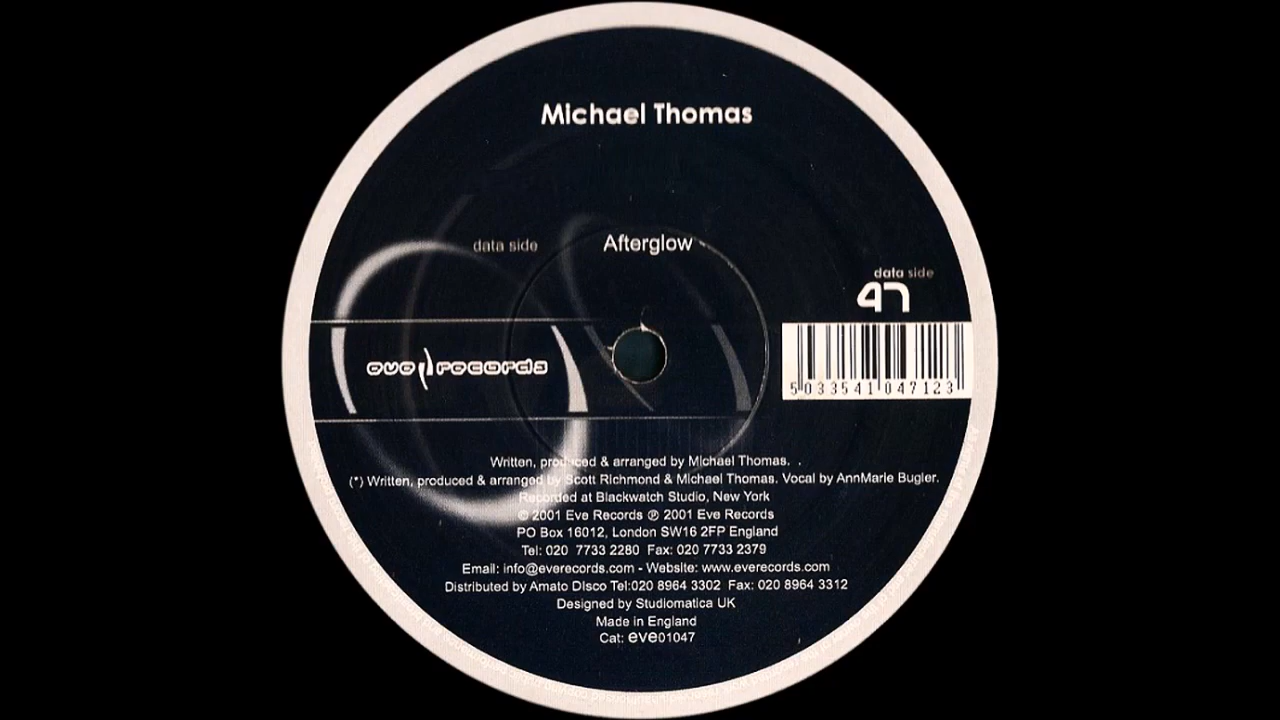 Michael Thomas
data side
Afterglow
data side
47
eve records
5 033541 047123
Written, produced & arranged by Michael Thomas.
(*) Written, produced & arranged by Scott Richmond & Michael Thomas. Vocal by AnnMarie Bugler.
Recorded at Blackwatch Studio, New York
© 2001 Eve Records ℗ 2001 Eve Records
PO Box 16012, London SW16 2FP England
Tel: 020 7733 2280 Fax: 020 7733 2379
Email: info@everecords.com - Website: www.everecords.com
Distributed by Amato DIsco Tel:020 8964 3302 Fax: 020 8964 3312
Designed by Studiomatica UK
Made in England
Cat: eve01047